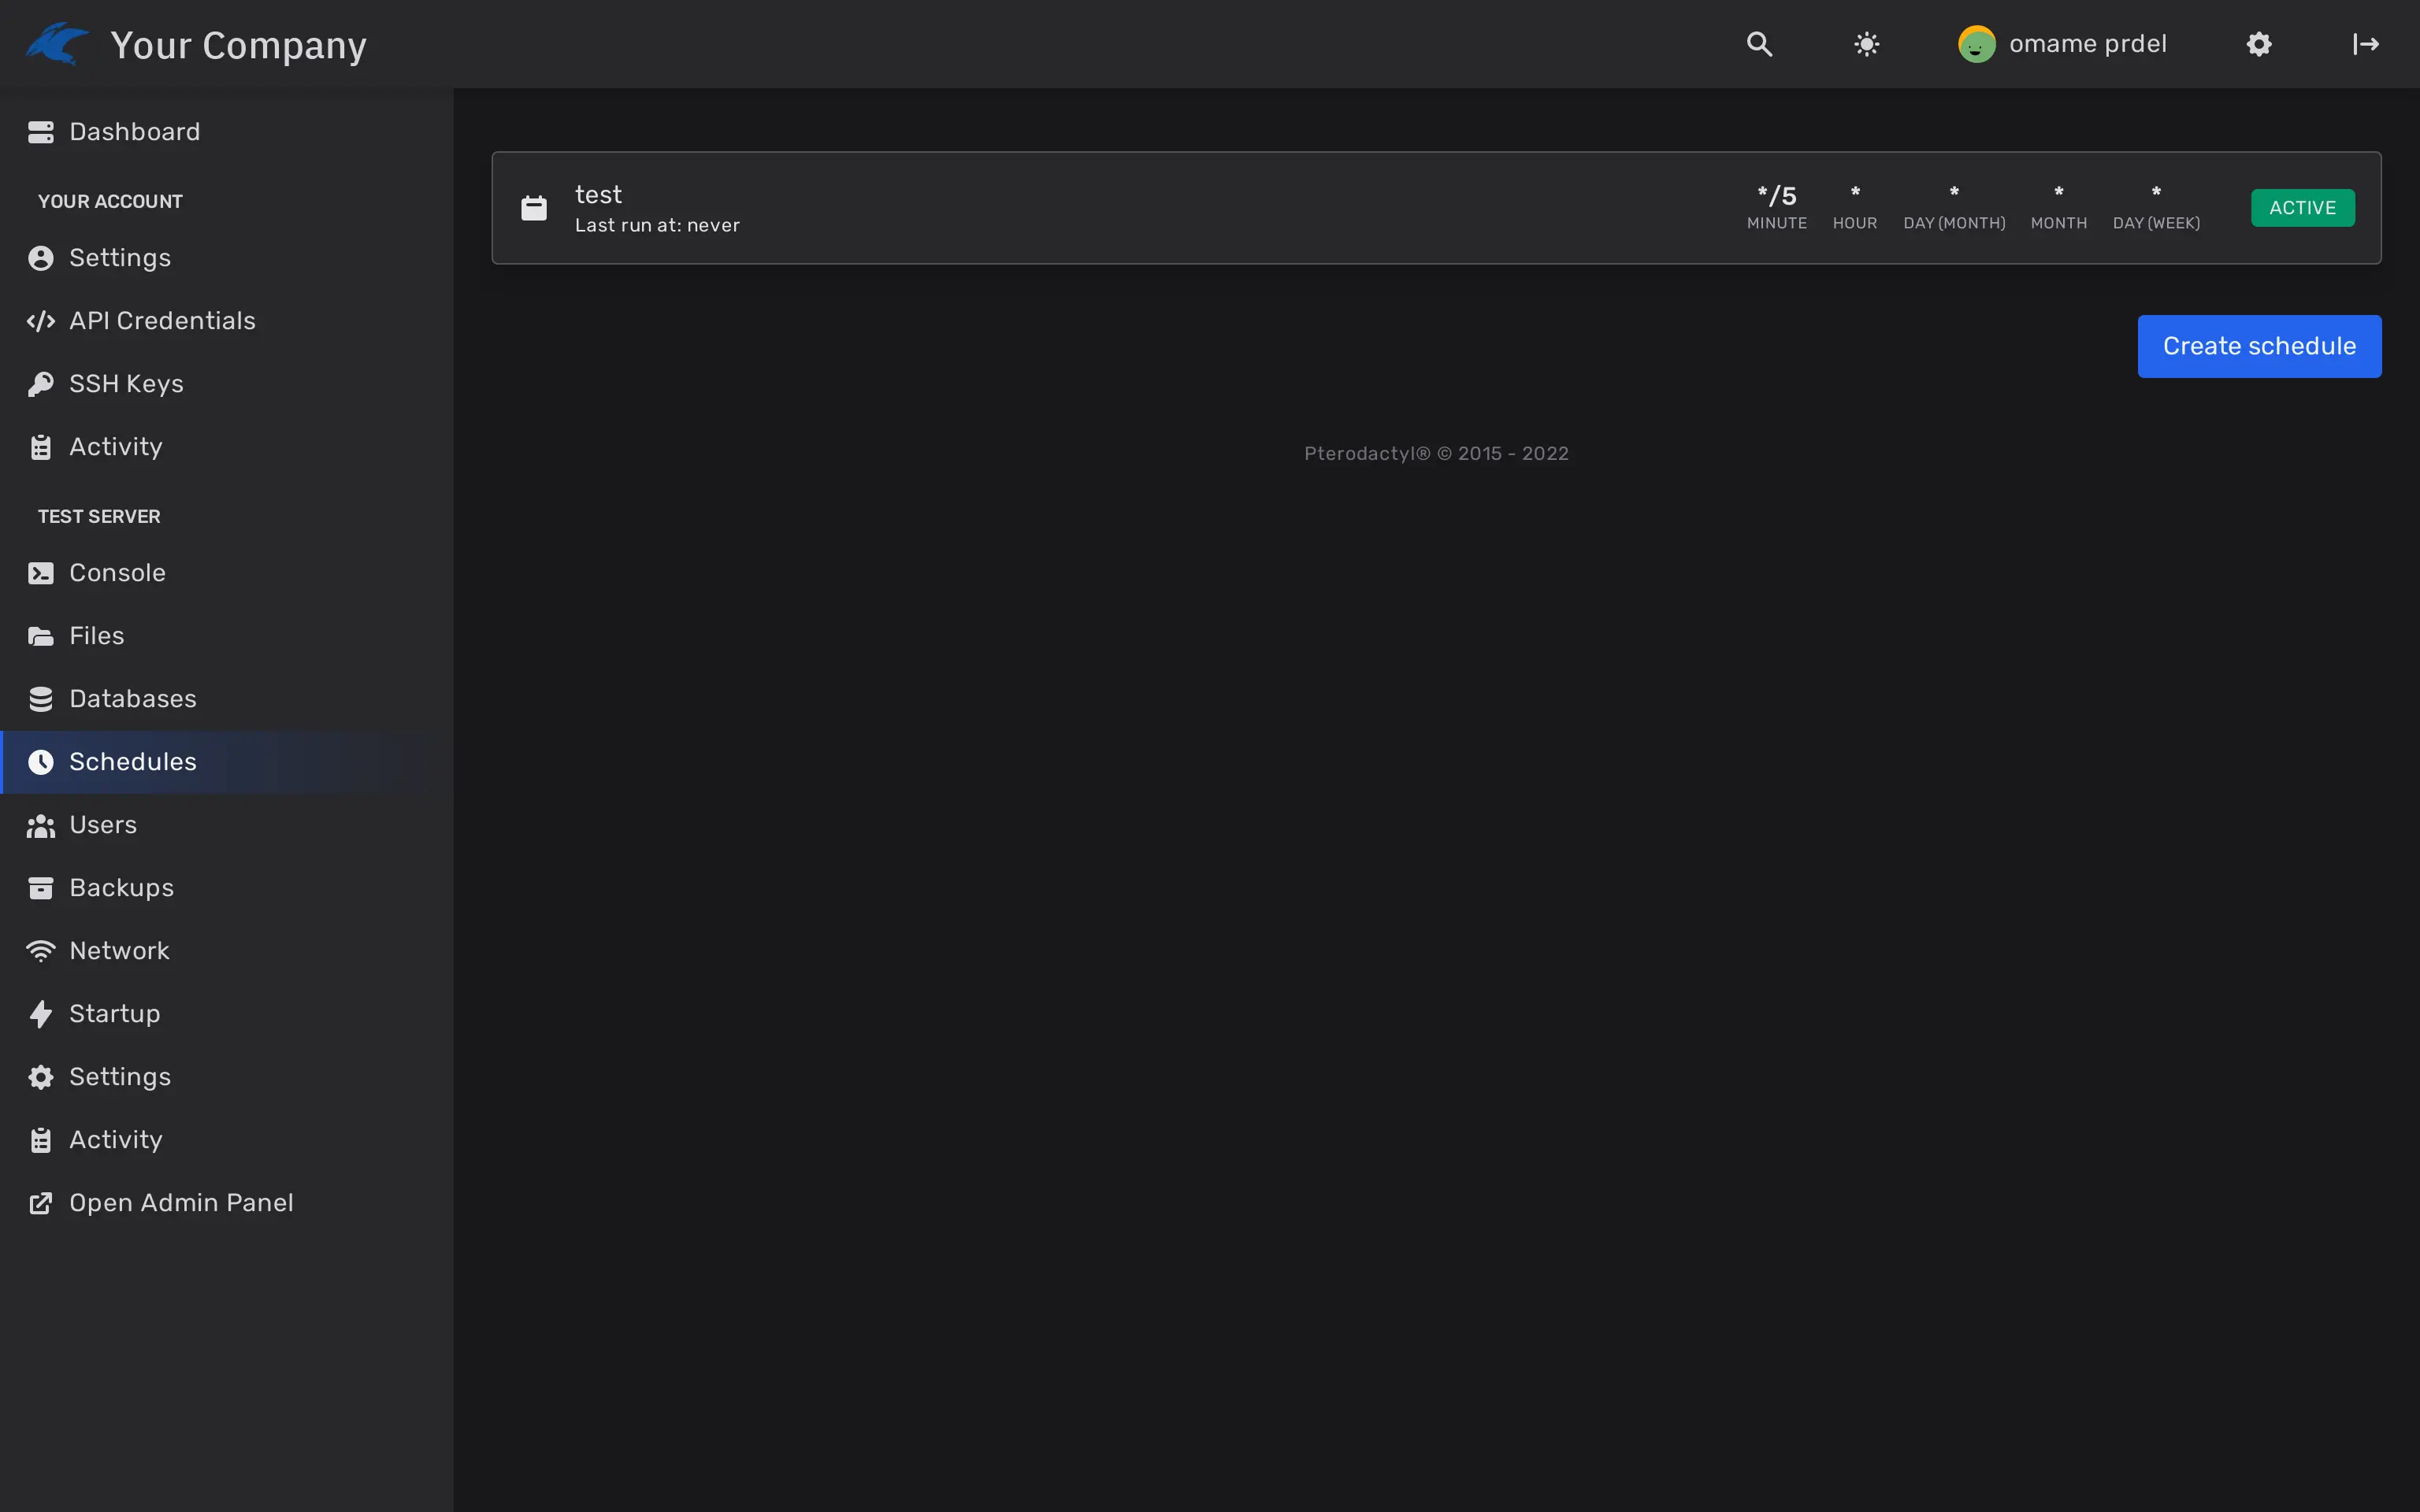 Your Company
omame prdel
Dashboard
YOUR ACCOUNT
Settings
API Credentials
SSH Keys
Activity
TEST SERVER
Console
Files
Databases
Schedules
Users
Backups
Network
Startup
Settings
Activity
Open Admin Panel
test
Last run at: never
*/5 * * * *
MINUTE HOUR DAY (MONTH) MONTH DAY (WEEK)
ACTIVE
Create schedule
Pterodactyl® © 2015 - 2022